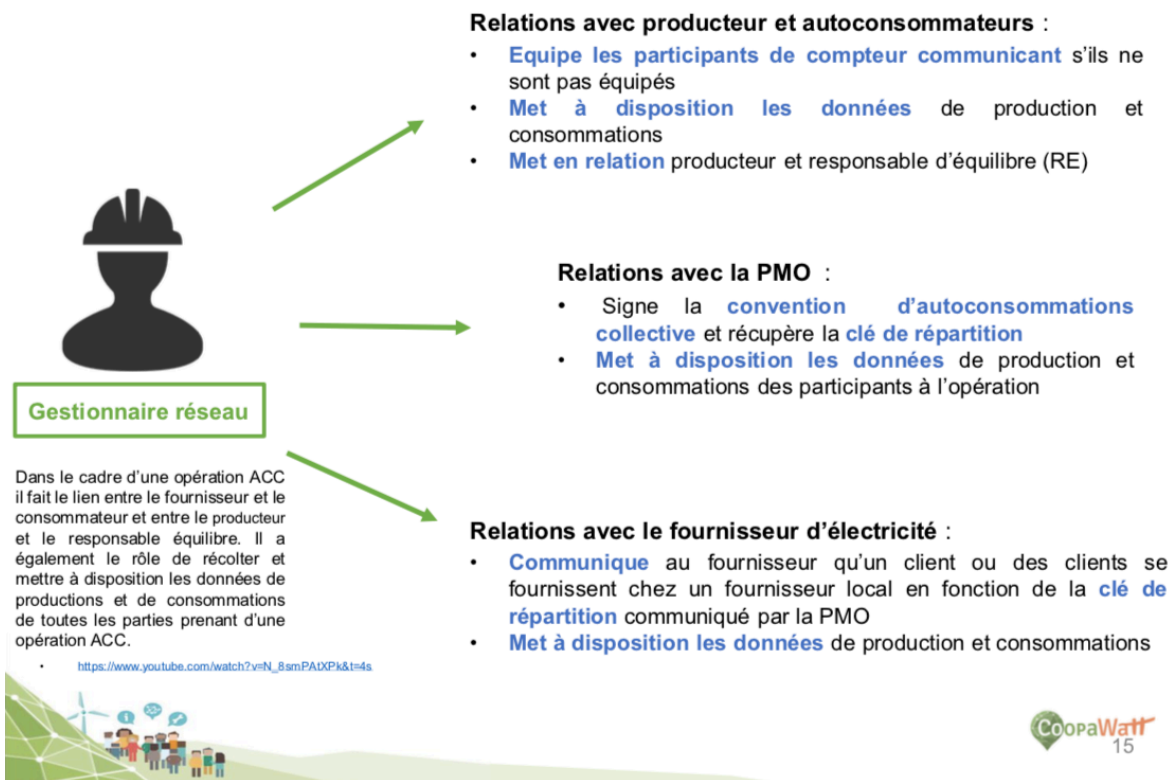 Relations avec producteur et autoconsommateurs :
• Equipe les participants de compteur communicant s'ils ne
sont pas équipés
• Met à disposition les données de production et
consommations
• Met en relation producteur et responsable d'équilibre (RE)
Relations avec la PMO :
• Signe la convention d'autoconsommations
collective et récupère la clé de répartition
• Met à disposition les données de production et
consommations des participants à l'opération
Gestionnaire réseau
Dans le cadre d'une opération ACC
il fait le lien entre le fournisseur et le
consommateur et entre le producteur
et le responsable équilibre. Il a
également le rôle de récolter et
mettre à disposition les données de
productions et de consommations
de toutes les parties prenant d'une
opération ACC.
• https://www.youtube.com/watch?v=N_8smPAtXPk&t=4s
Relations avec le fournisseur d'électricité :
• Communique au fournisseur qu'un client ou des clients se
fournissent chez un fournisseur local en fonction de la clé de
répartition communiqué par la PMO
• Met à disposition les données de production et consommations
CoopaWatt
15